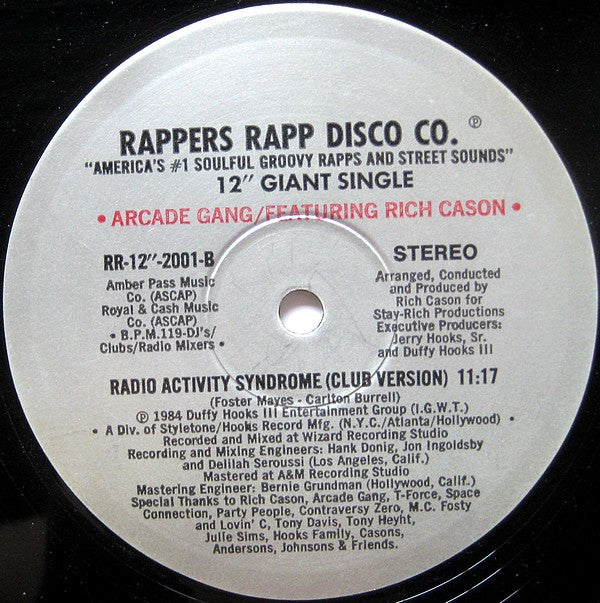 RAPPERS RAPP DISCO CO. ℗
"AMERICA'S #1 SOULFUL GROOVY RAPPS AND STREET SOUNDS"
12" GIANT SINGLE
• ARCADE GANG/FEATURING RICH CASON •
RR-12"-2001-B
Amber Pass Music
Co. (ASCAP)
Royal & Cash Music
Co. (ASCAP)
• B.P.M.119-DJ's/
Clubs/Radio Mixers •
STEREO
Arranged, Conducted
and Produced by
Rich Cason for
Stay-Rich Productions
Executive Producers:
Jerry Hooks, Sr.
and Duffy Hooks III
RADIO ACTIVITY SYNDROME (CLUB VERSION) 11:17
(Foster Mayes - Carlton Burrell)
℗ 1984 Duffy Hooks III Entertainment Group (I.G.W.T.)
• A Div. of Styletone/Hooks Record Mfg. (N.Y.C./Atlanta/Hollywood) •
Recorded and Mixed at Wizard Recording Studio
Recording and Mixing Engineers: Hank Donig, Jon Ingoldsby
and Delilah Seroussi (Los Angeles, Calif.)
Mastered at A&M Recording Studio
Mastering Engineer: Bernie Grundman (Hollywood, Calif.)
Special Thanks to Rich Cason, Arcade Gang, T-Force, Space
Connection, Party People, Contraversy Zero, M.C. Fosty
and Lovin' C, Tony Davis, Tony Heyht,
Julie Sims, Hooks Family, Casons,
Andersons, Johnsons & Friends.